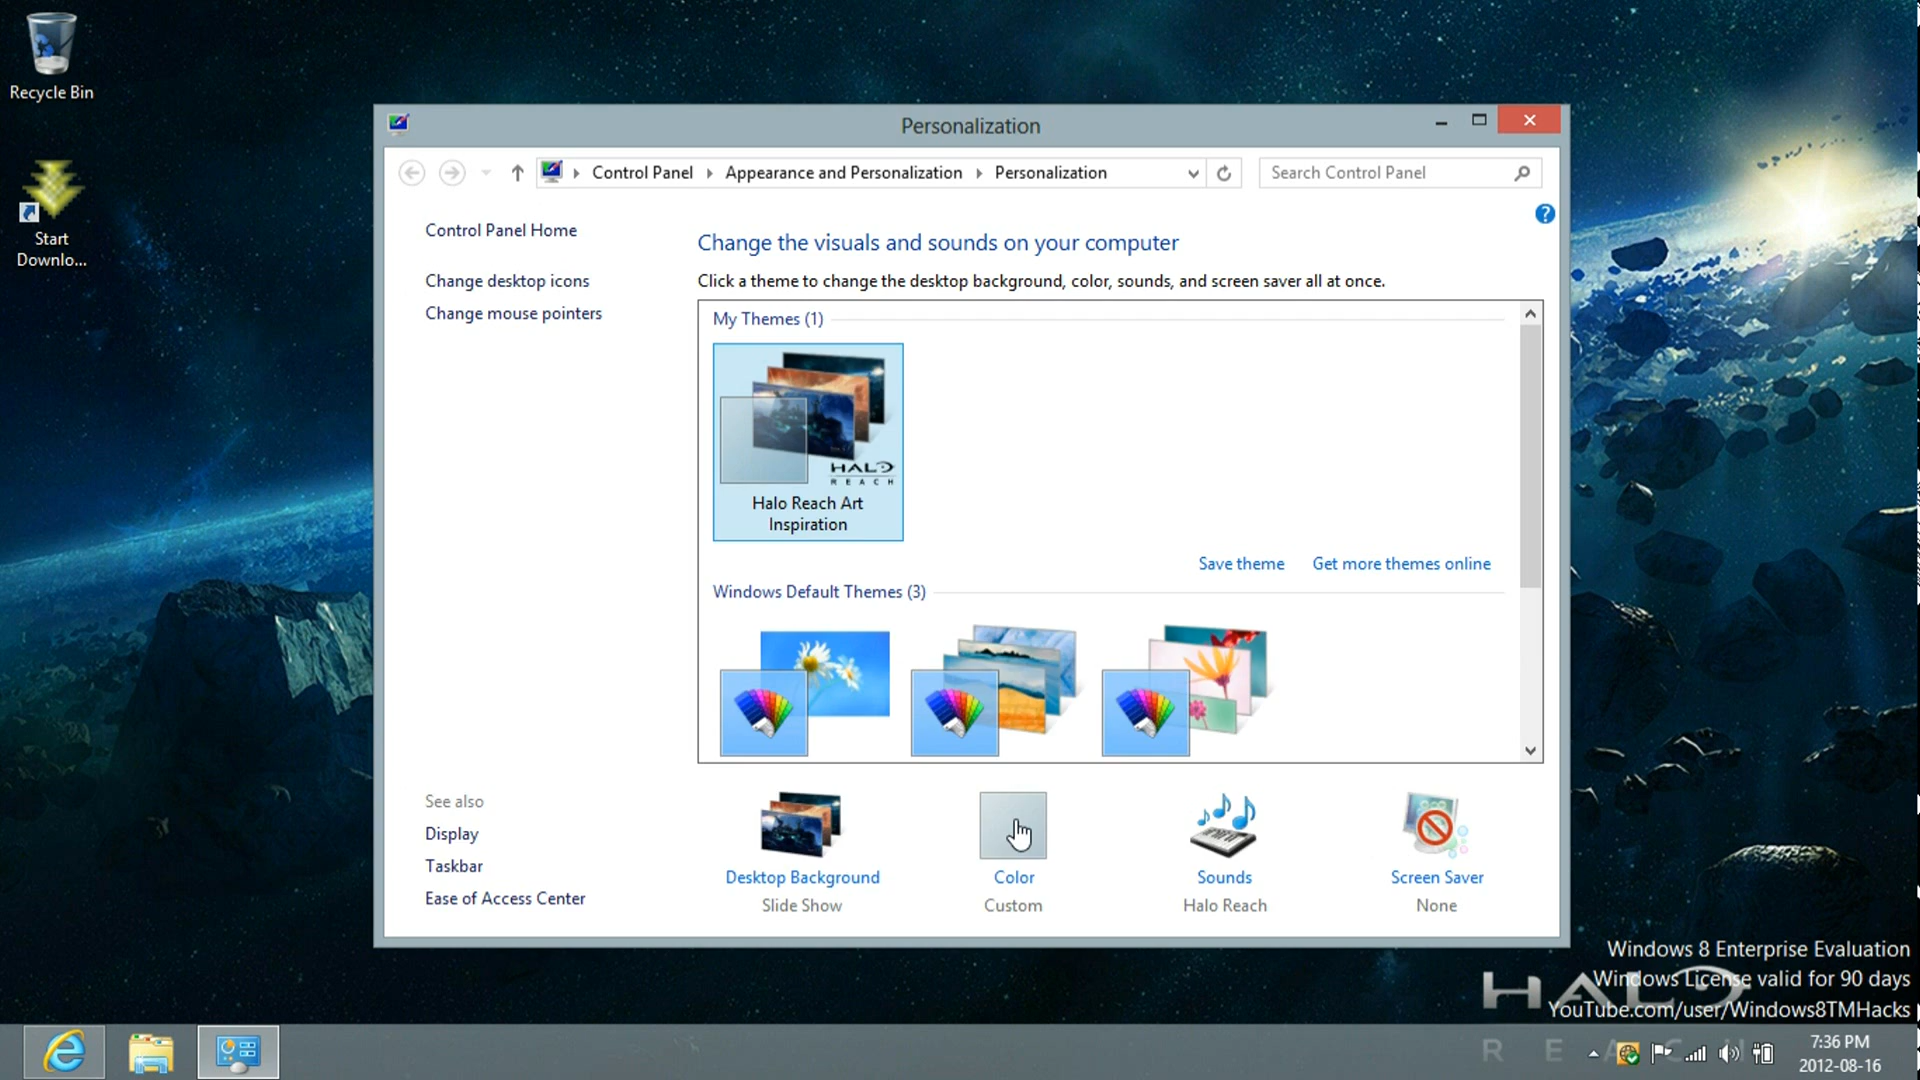 Recycle Bin
Start
Downlo...
Personalization
Control Panel
Appearance and Personalization
Personalization
Search Control Panel
Control Panel Home
Change desktop icons
Change mouse pointers
Change the visuals and sounds on your computer
Click a theme to change the desktop background, color, sounds, and screen saver all at once.
My Themes (1)
HALO
REACH
Halo Reach Art
Inspiration
Save theme
Get more themes online
Windows Default Themes (3)
See also
Display
Taskbar
Ease of Access Center
Desktop Background
Slide Show
Color
Custom
Sounds
Halo Reach
Screen Saver
None
Windows 8 Enterprise Evaluation
Windows License valid for 90 days
YouTube.com/user/Windows8TMHacks
HALO
REACH
7:36 PM
2012-08-16